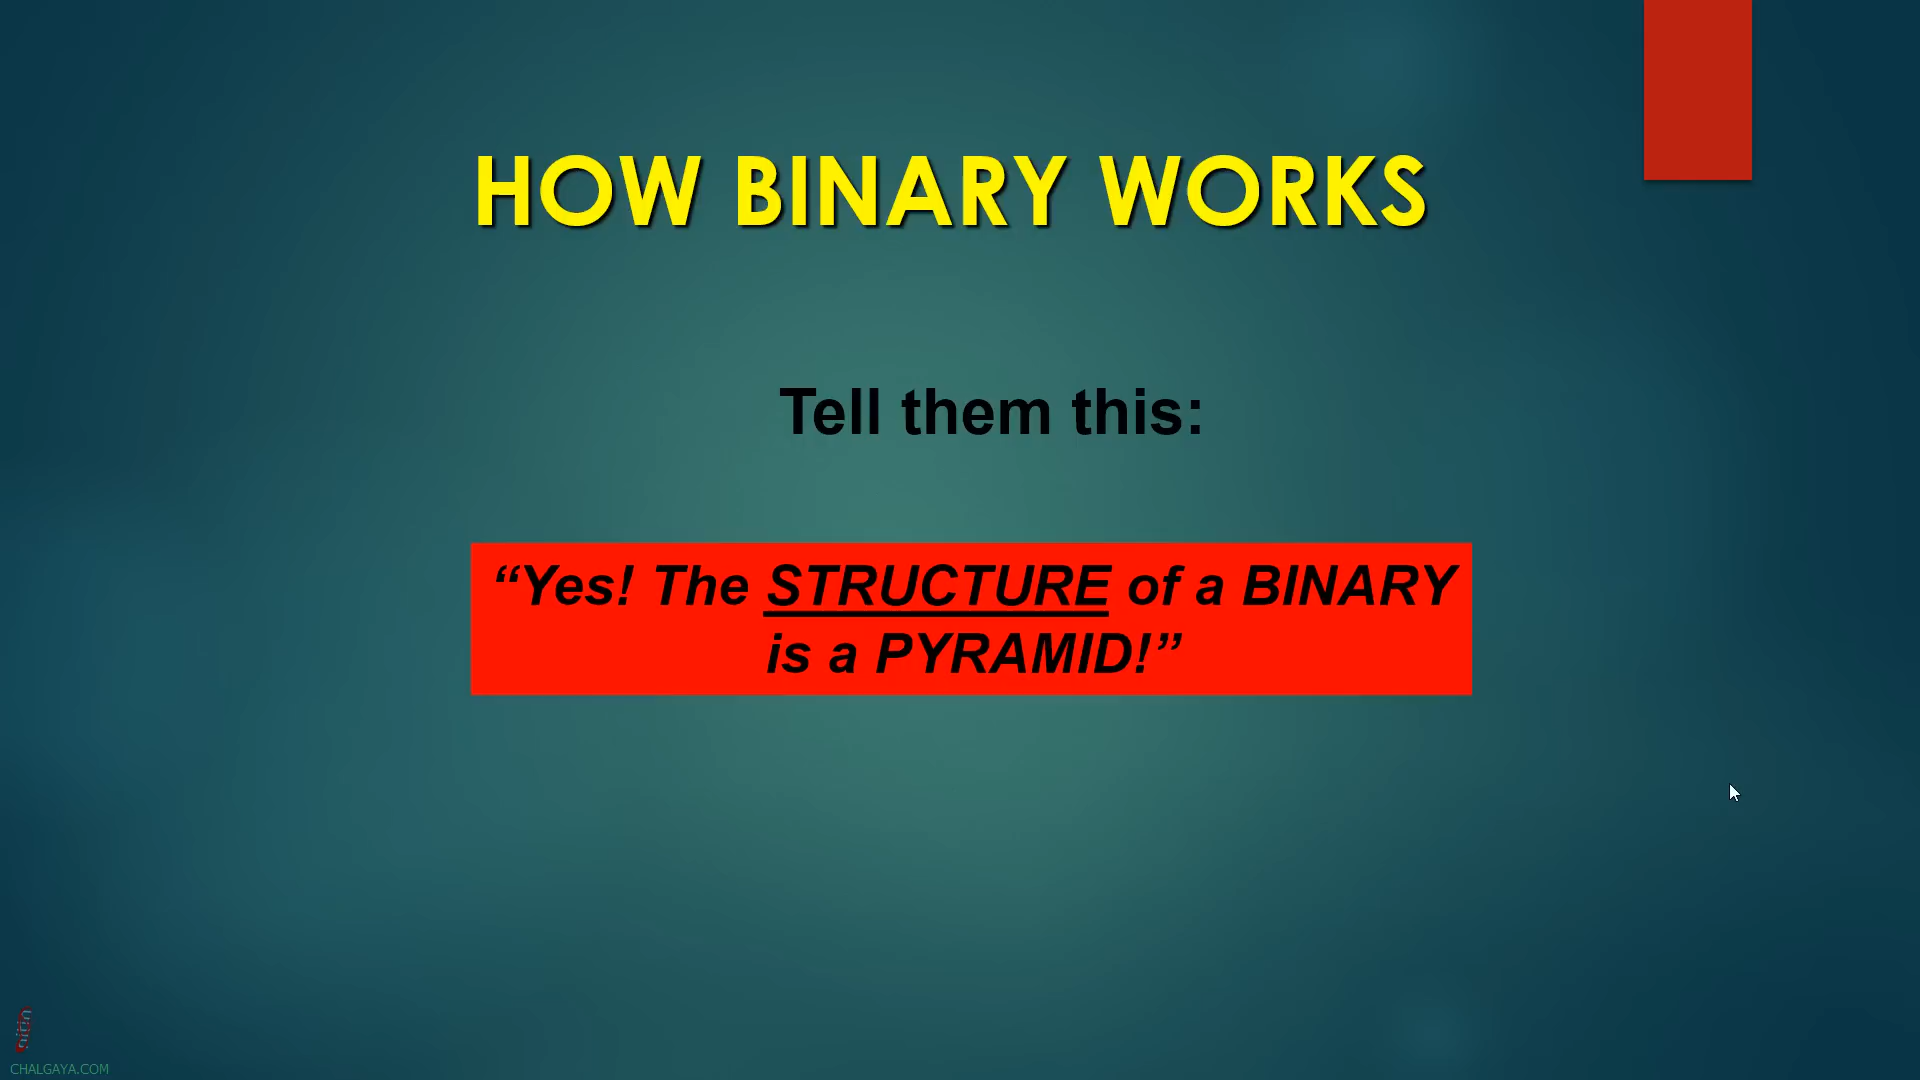 HOW BINARY WORKS
Tell them this:
“Yes! The STRUCTURE of a BINARY
is a PYRAMID!”
CHALGAYA.COM